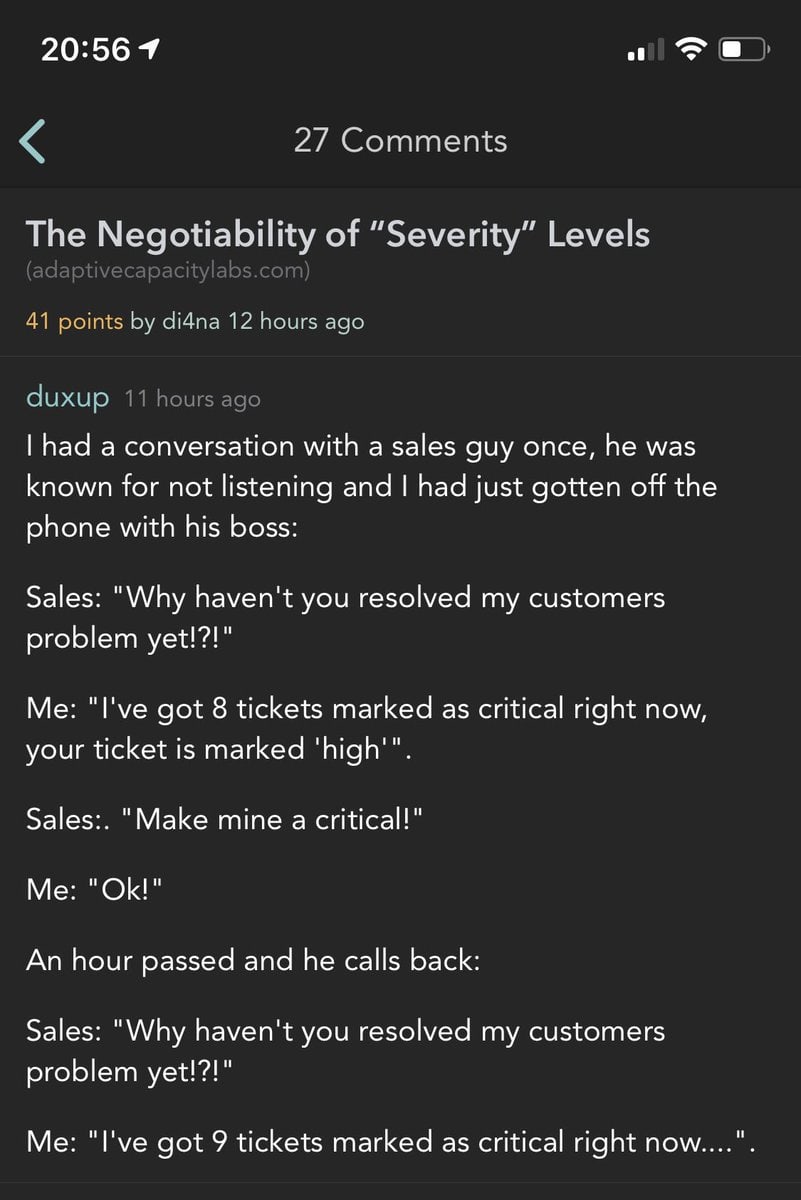 20:56
27 Comments
The Negotiability of “Severity” Levels
(adaptivecapacitylabs.com)
41 points by di4na 12 hours ago
duxup 11 hours ago
I had a conversation with a sales guy once, he was
known for not listening and I had just gotten off the
phone with his boss:
Sales: "Why haven't you resolved my customers
problem yet!?!"
Me: "I've got 8 tickets marked as critical right now,
your ticket is marked 'high'".
Sales:. "Make mine a critical!"
Me: "Ok!"
An hour passed and he calls back:
Sales: "Why haven't you resolved my customers
problem yet!?!"
Me: "I've got 9 tickets marked as critical right now....".